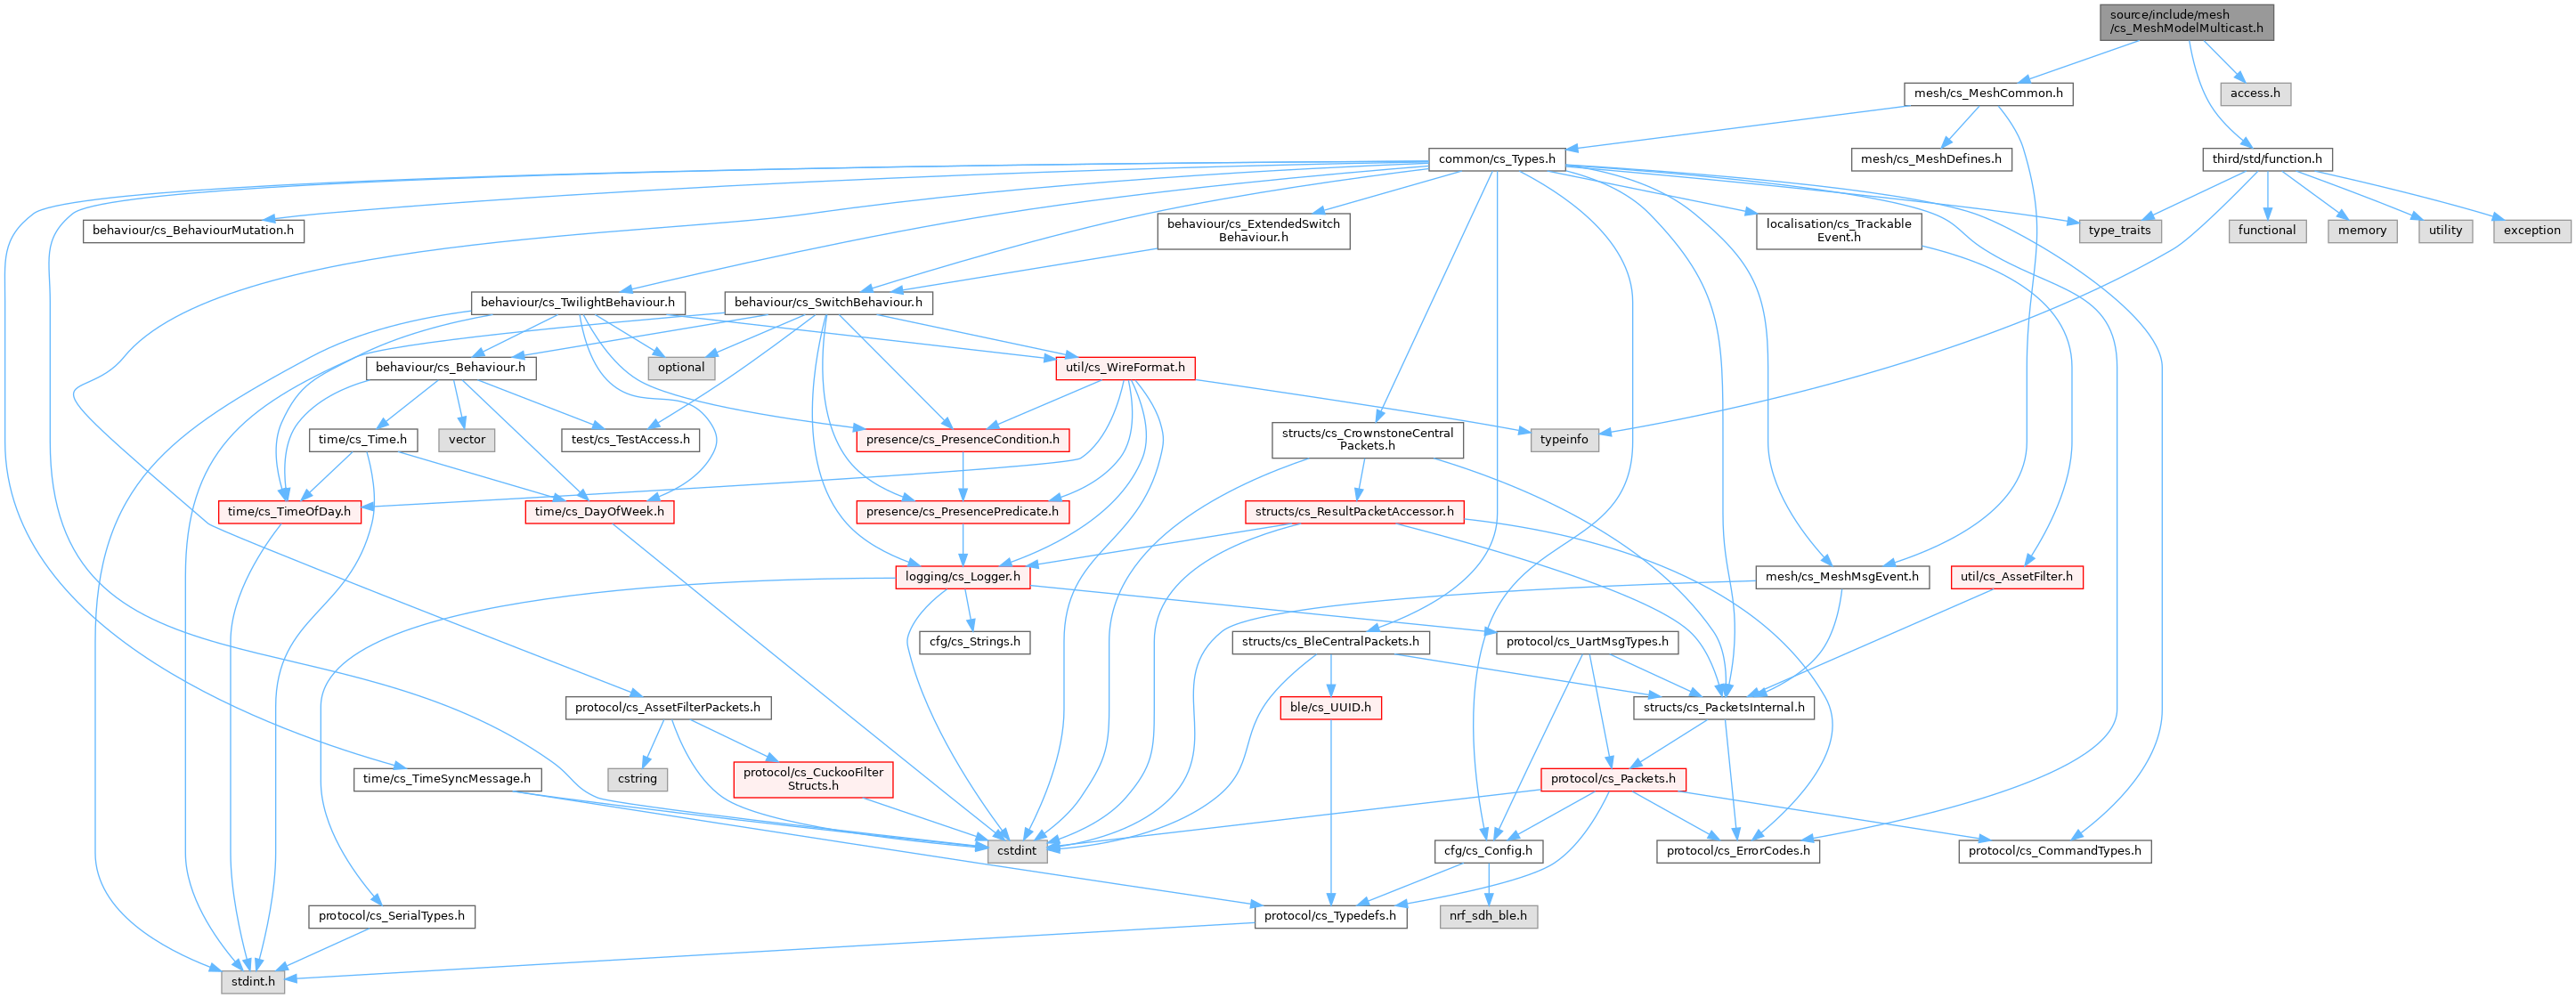 source/include/mesh
/cs_MeshModelMulticast.h
mesh/cs_MeshCommon.h
access.h
common/cs_Types.h
mesh/cs_MeshDefines.h
third/std/function.h
behaviour/cs_BehaviourMutation.h
behaviour/cs_ExtendedSwitch
Behaviour.h
localisation/cs_Trackable
Event.h
type_traits
functional
memory
utility
exception
behaviour/cs_TwilightBehaviour.h
behaviour/cs_SwitchBehaviour.h
behaviour/cs_Behaviour.h
optional
util/cs_WireFormat.h
time/cs_Time.h
vector
test/cs_TestAccess.h
presence/cs_PresenceCondition.h
structs/cs_CrownstoneCentral
Packets.h
typeinfo
time/cs_TimeOfDay.h
time/cs_DayOfWeek.h
presence/cs_PresencePredicate.h
structs/cs_ResultPacketAccessor.h
logging/cs_Logger.h
mesh/cs_MeshMsgEvent.h
util/cs_AssetFilter.h
cfg/cs_Strings.h
structs/cs_BleCentralPackets.h
protocol/cs_UartMsgTypes.h
protocol/cs_AssetFilterPackets.h
ble/cs_UUID.h
structs/cs_PacketsInternal.h
time/cs_TimeSyncMessage.h
cstring
protocol/cs_CuckooFilter
Structs.h
protocol/cs_Packets.h
cstdint
cfg/cs_Config.h
protocol/cs_ErrorCodes.h
protocol/cs_CommandTypes.h
protocol/cs_SerialTypes.h
protocol/cs_Typedefs.h
nrf_sdh_ble.h
stdint.h